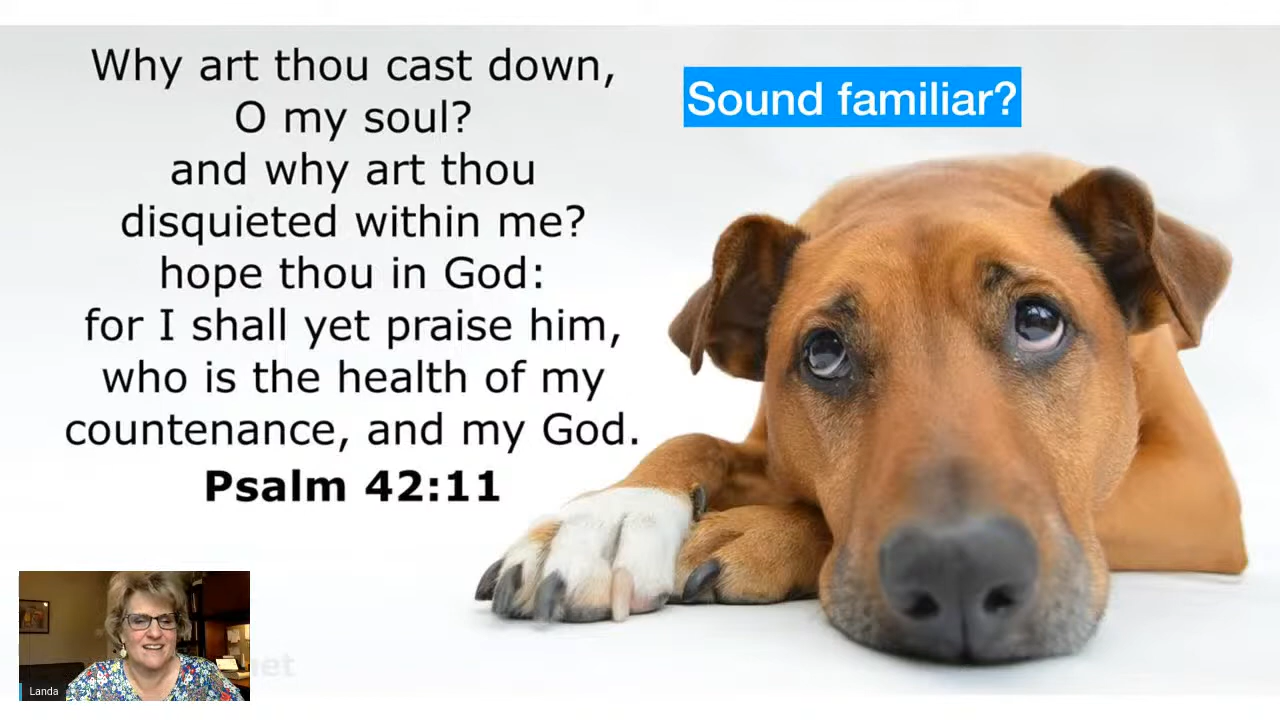 Why art thou cast down,
O my soul?
and why art thou
disquieted within me?
hope thou in God:
for I shall yet praise him,
who is the health of my
countenance, and my God.
Psalm 42:11
Sound familiar?
Landa